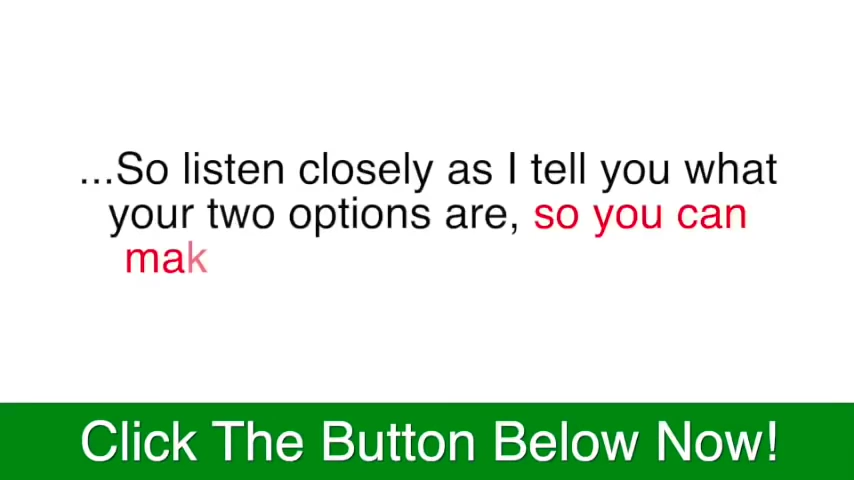 ...So listen closely as I tell you what
your two options are, so you can
mak
Click The Button Below Now!